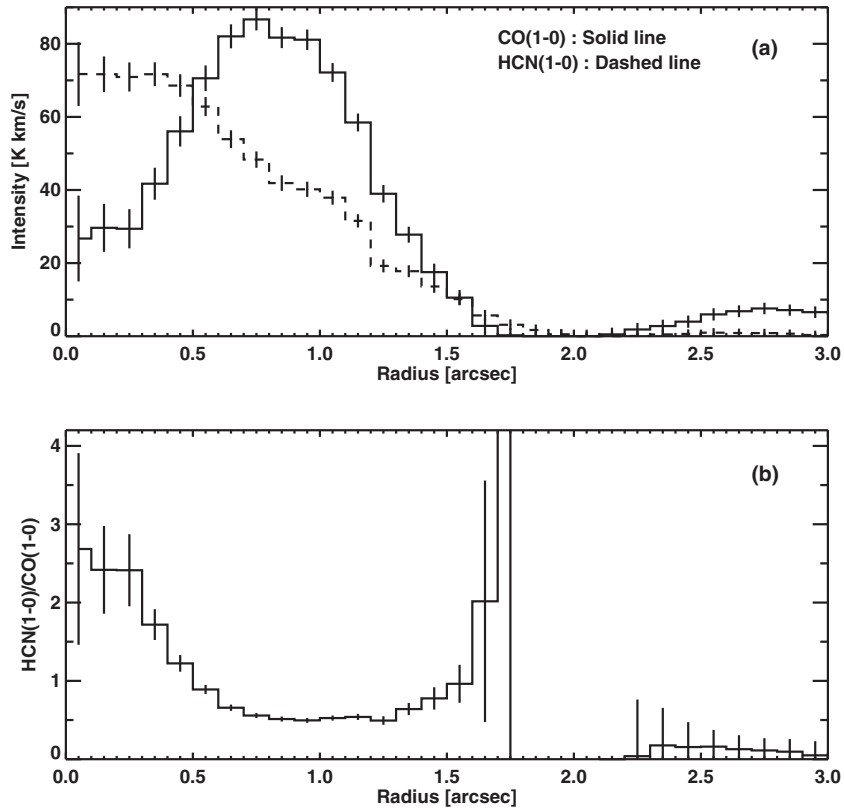 CO(1-0) : Solid line
(a)
HCN(1-0) : Dashed line
Intensity [K km/s]
80
60
40
20
0
0.0 0.5 1.0 1.5 2.0 2.5 3.0
Radius [arcsec]
(b)
HCN(1-0)/CO(1-0)
4
3
2
1
0
0.0 0.5 1.0 1.5 2.0 2.5 3.0
Radius [arcsec]